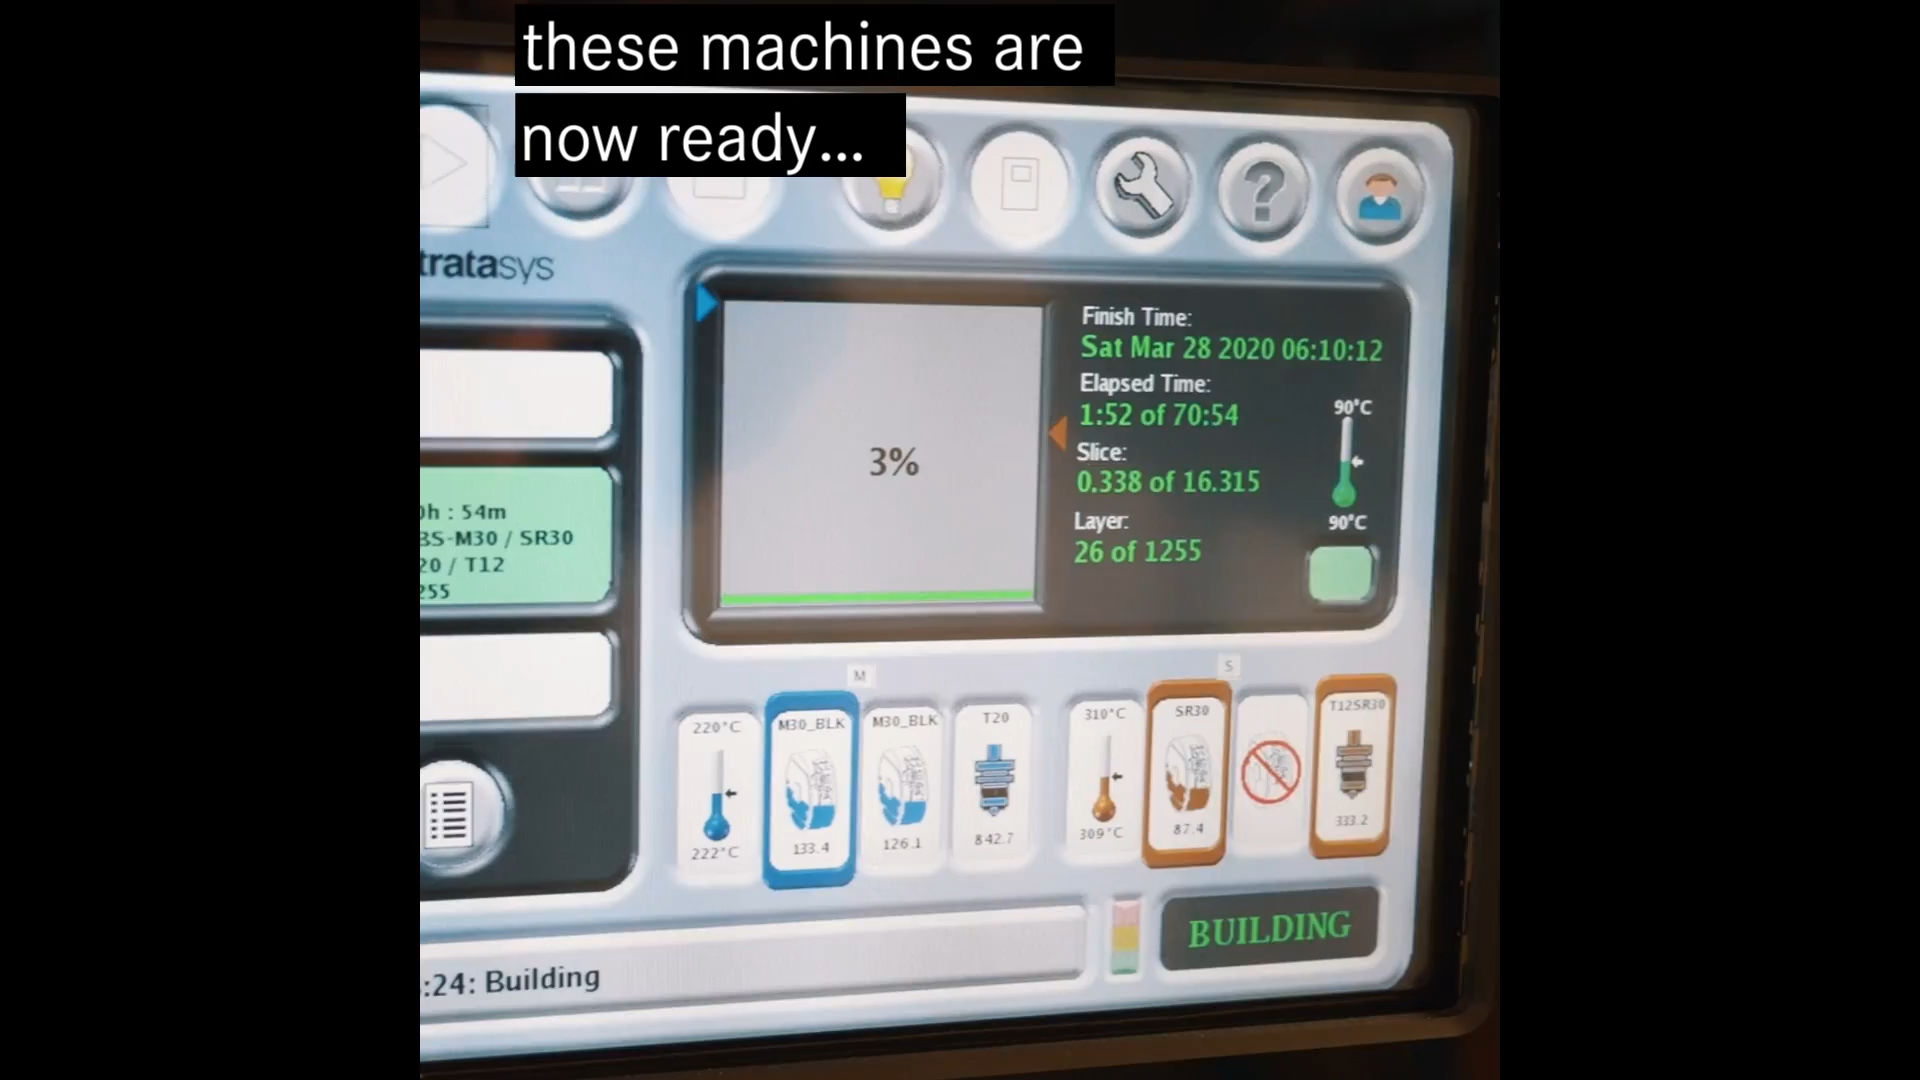 these machines are
now ready...
tratasys
Finish Time:
Sat Mar 28 2020 06:10:12
Elapsed Time:
1:52 of 70:54
90°C
Slice:
0.338 of 16.315
90°C
Layer:
26 of 1255
3%
0h : 54m
BS-M30 / SR30
20 / T12
255
M
S
220°C
M30_BLK
M30_BLK
T20
310°C
SR30
T12SR30
222°C
133.4
126.1
842.7
309°C
87.4
333.2
:24: Building
BUILDING